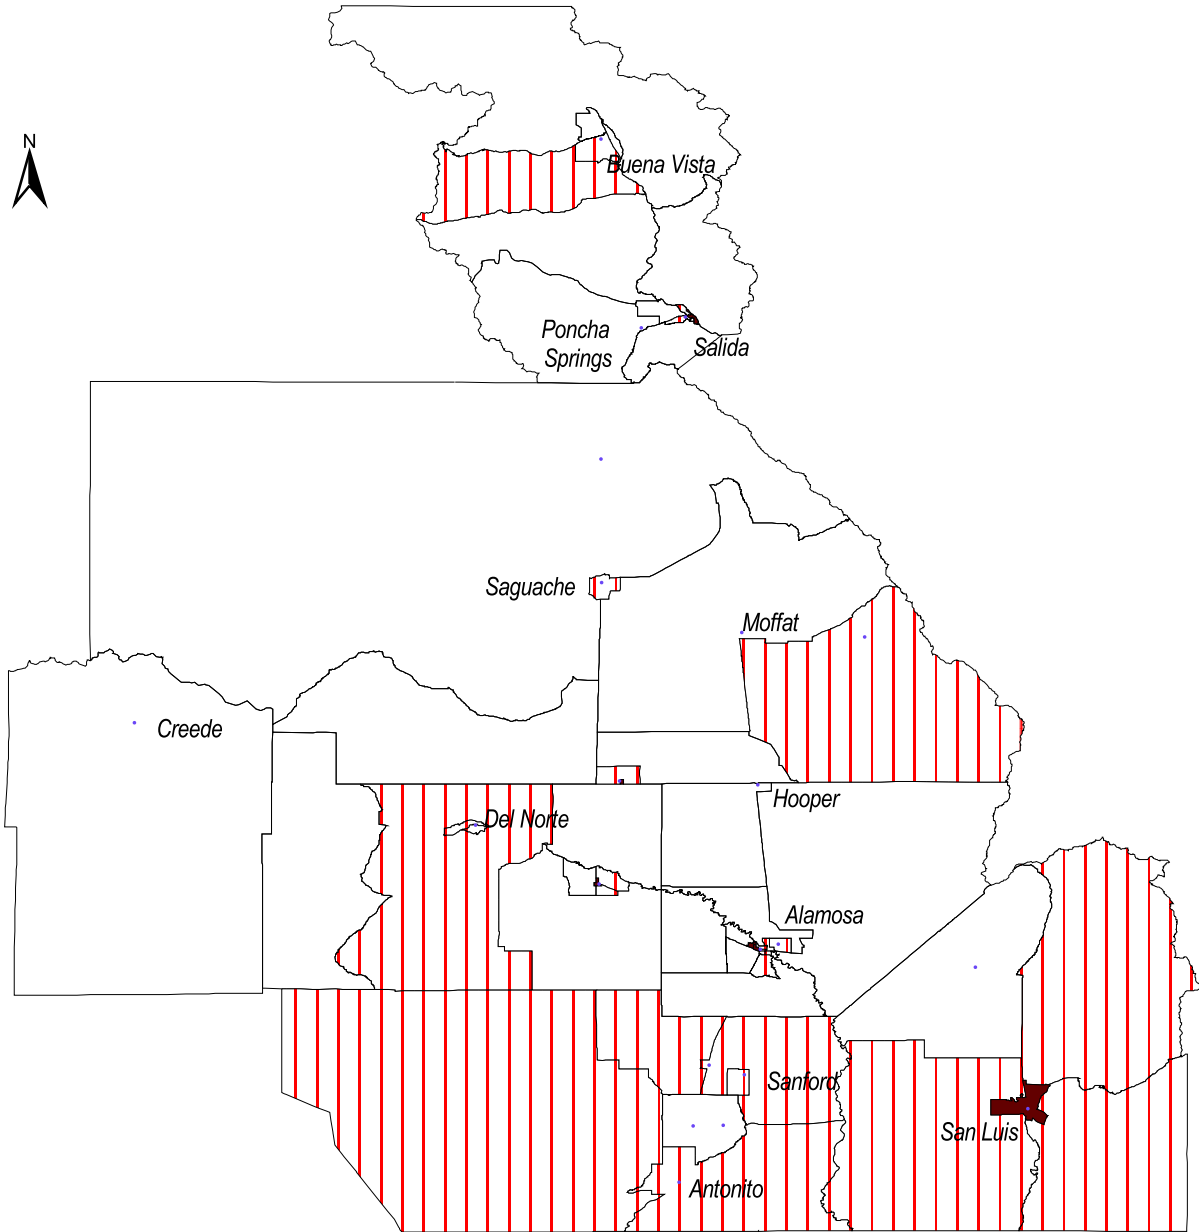 N
Buena Vista
Poncha
Springs
Salida
Saguache
Moffat
Creede
Hooper
Del Norte
Alamosa
Sanford
San Luis
Antonito